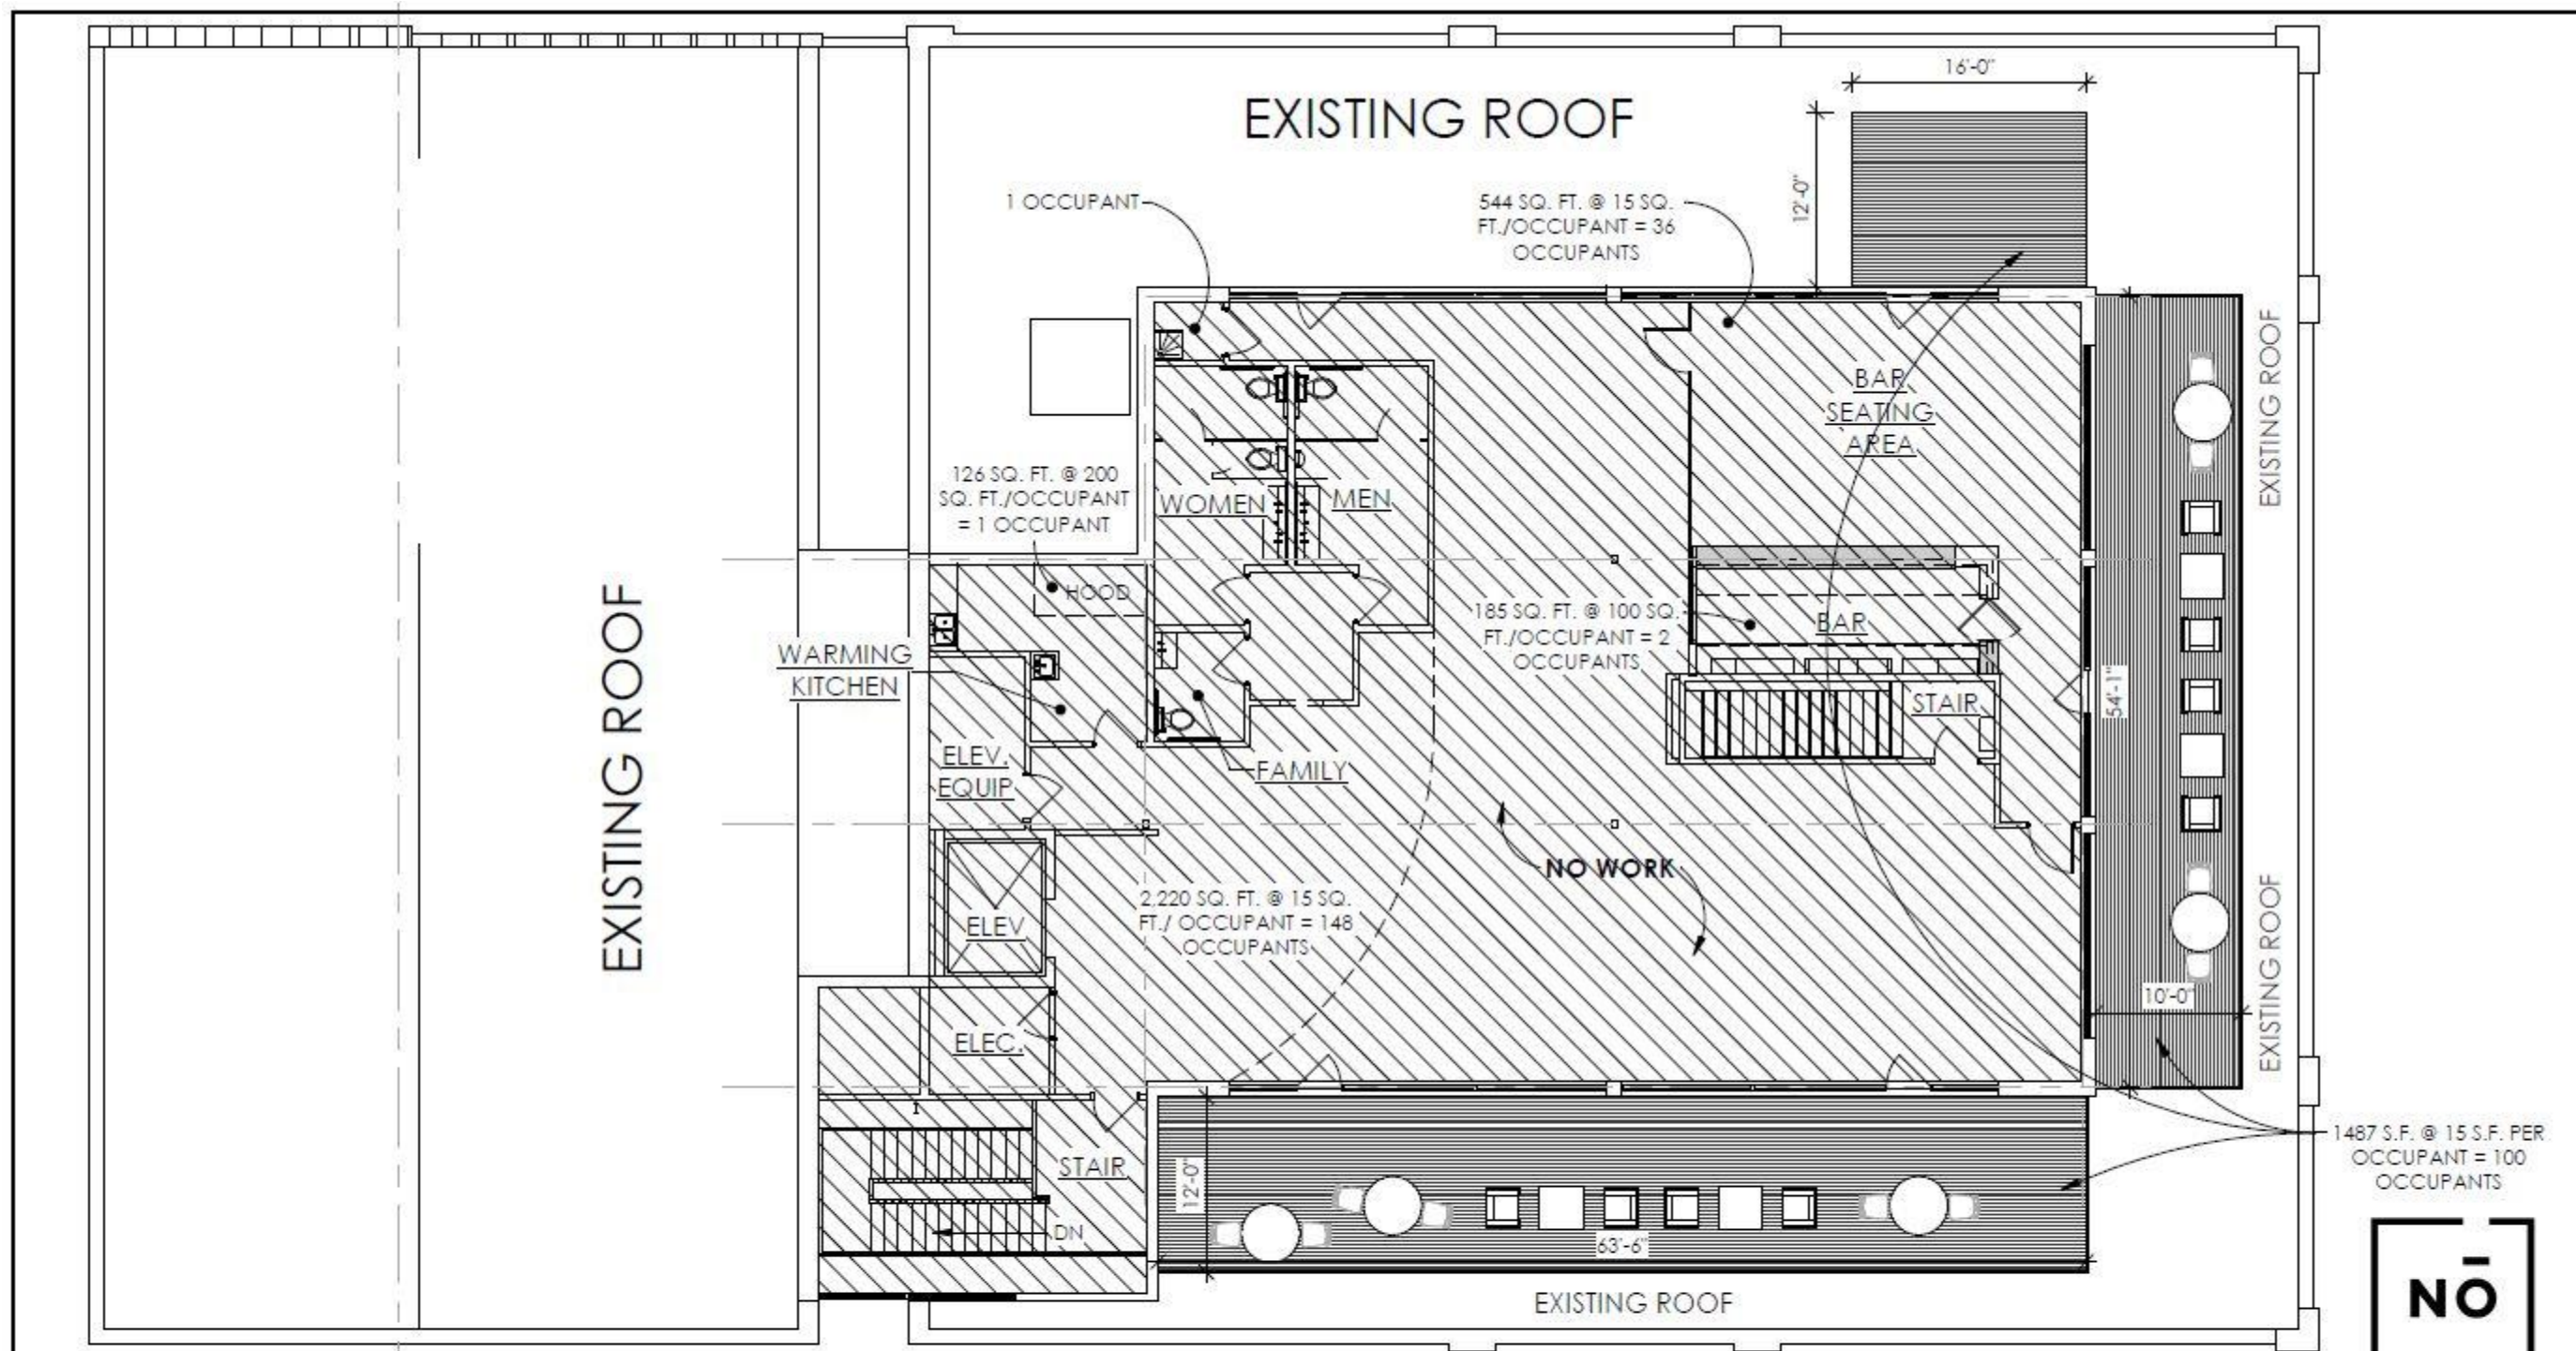 16'-0"
EXISTING ROOF
12'-0"
1 OCCUPANT
544 SQ. FT. @ 15 SQ.
FT./OCCUPANT = 36
OCCUPANTS
BAR
SEATING
AREA
EXISTING ROOF
126 SQ. FT. @ 200
SQ. FT./OCCUPANT
= 1 OCCUPANT
WOMEN
MEN
HOOD
185 SQ. FT. @ 100 SQ.
FT./OCCUPANT = 2
OCCUPANTS
BAR
WARMING
KITCHEN
EXISTING ROOF
STAIR
54'-1"
ELEV.
EQUIP
FAMILY
NO WORK
2,220 SQ. FT. @ 15 SQ.
FT./ OCCUPANT = 148
OCCUPANTS
ELEV
10'-0"
EXISTING ROOF
ELEC.
1487 S.F. @ 15 S.F. PER
OCCUPANT = 100
OCCUPANTS
STAIR
12'-0"
DN
63'-6"
EXISTING ROOF
NŌ